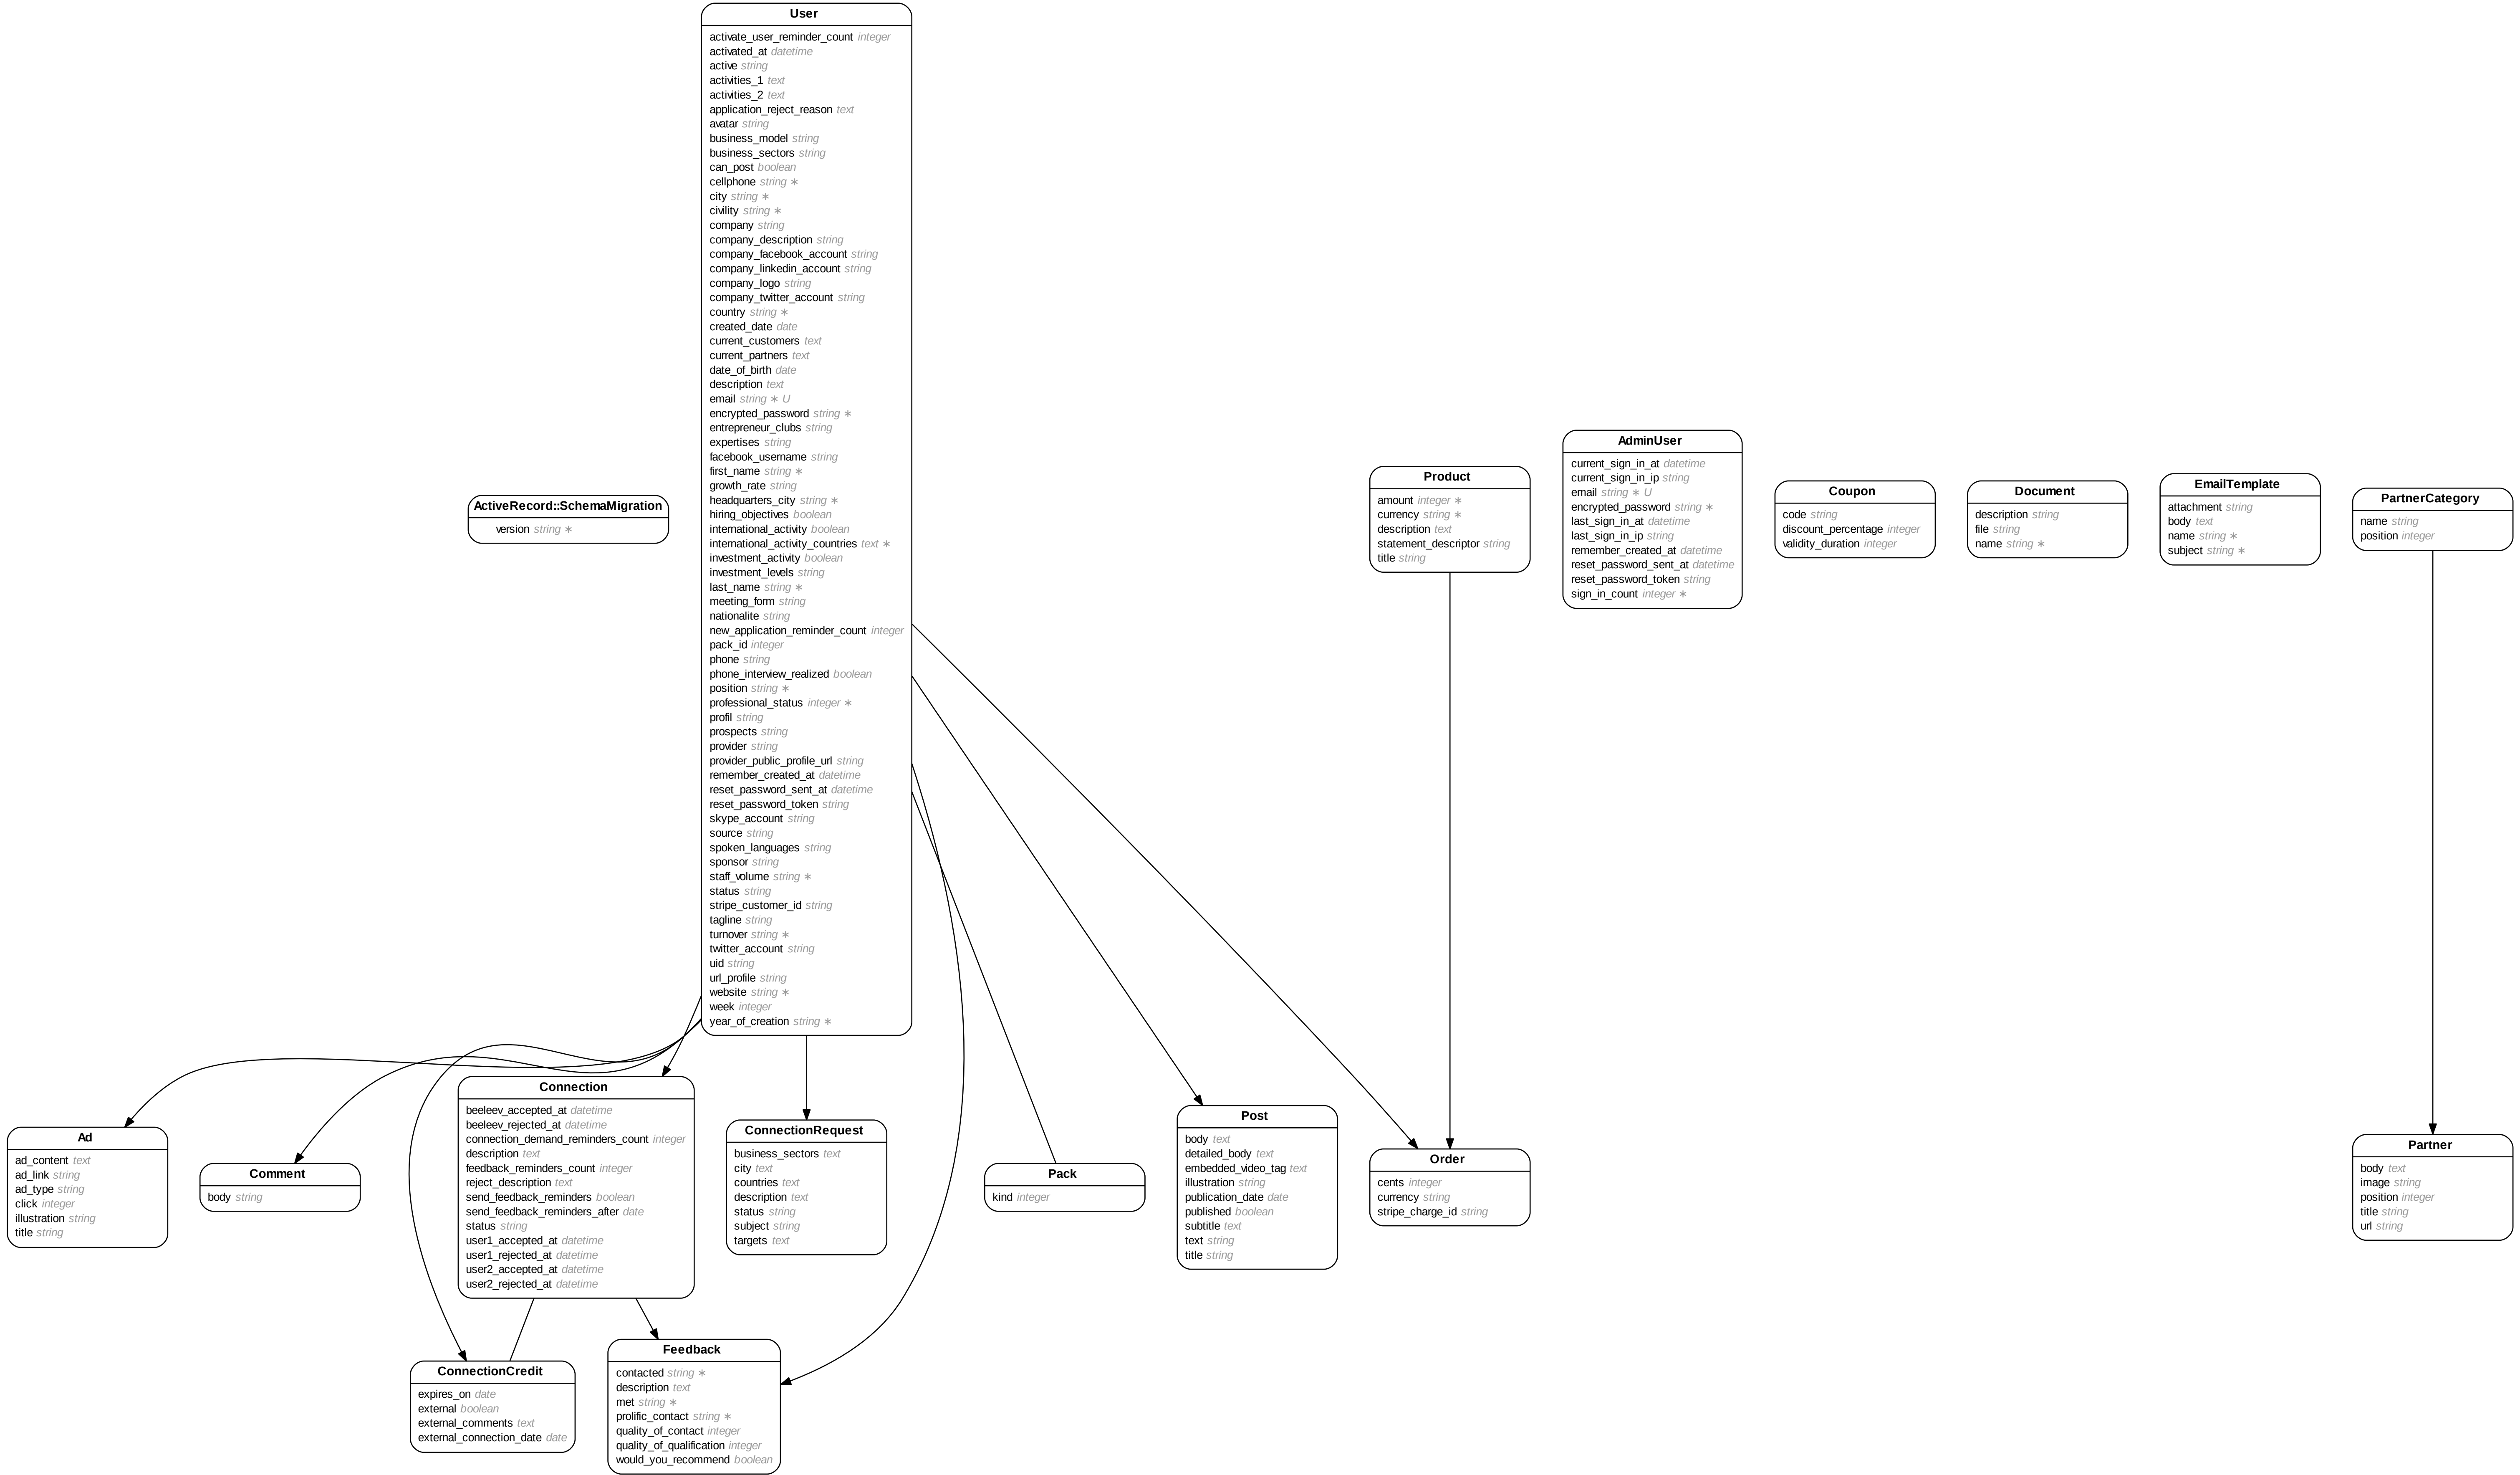 User
activate_user_reminder_count integer
activated_at datetime
active string
activities_1 text
activities_2 text
application_reject_reason text
avatar string
business_model string
business_sectors string
can_post boolean
cellphone string ∗
city string ∗
civility string ∗
company string
company_description string
company_facebook_account string
company_linkedin_account string
company_logo string
company_twitter_account string
country string ∗
created_date date
current_customers text
current_partners text
date_of_birth date
description text
email string ∗ U
encrypted_password string ∗
entrepreneur_clubs string
expertises string
facebook_username string
first_name string ∗
growth_rate string
headquarters_city string ∗
hiring_objectives boolean
international_activity boolean
international_activity_countries text ∗
investment_activity boolean
investment_levels string
last_name string ∗
meeting_form string
nationalite string
new_application_reminder_count integer
pack_id integer
phone string
phone_interview_realized boolean
position string ∗
professional_status integer ∗
profil string
prospects string
provider string
provider_public_profile_url string
remember_created_at datetime
reset_password_sent_at datetime
reset_password_token string
skype_account string
source string
spoken_languages string
sponsor string
staff_volume string ∗
status string
stripe_customer_id string
tagline string
turnover string ∗
twitter_account string
uid string
url_profile string
website string ∗
week integer
year_of_creation string ∗
ActiveRecord::SchemaMigration
version string ∗
Product
amount integer ∗
currency string ∗
description text
statement_descriptor string
title string
AdminUser
current_sign_in_at datetime
current_sign_in_ip string
email string ∗ U
encrypted_password string ∗
last_sign_in_at datetime
last_sign_in_ip string
remember_created_at datetime
reset_password_sent_at datetime
reset_password_token string
sign_in_count integer ∗
Coupon
code string
discount_percentage integer
validity_duration integer
Document
description string
file string
name string ∗
EmailTemplate
attachment string
body text
name string ∗
subject string ∗
PartnerCategory
name string
position integer
Ad
ad_content text
ad_link string
ad_type string
click integer
illustration string
title string
Comment
body string
Connection
beeleev_accepted_at datetime
beeleev_rejected_at datetime
connection_demand_reminders_count integer
description text
feedback_reminders_count integer
reject_description text
send_feedback_reminders boolean
send_feedback_reminders_after date
status string
user1_accepted_at datetime
user1_rejected_at datetime
user2_accepted_at datetime
user2_rejected_at datetime
ConnectionRequest
business_sectors text
city text
countries text
description text
status string
subject string
targets text
Pack
kind integer
Post
body text
detailed_body text
embedded_video_tag text
illustration string
publication_date date
published boolean
subtitle text
text string
title string
Order
cents integer
currency string
stripe_charge_id string
Partner
body text
image string
position integer
title string
url string
ConnectionCredit
expires_on date
external boolean
external_comments text
external_connection_date date
Feedback
contacted string ∗
description text
met string ∗
prolific_contact string ∗
quality_of_contact integer
quality_of_qualification integer
would_you_recommend boolean